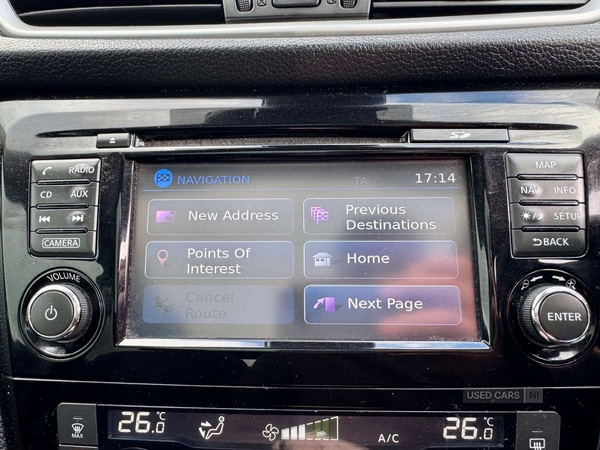 SD
RADIO
MAP
CD AUX
NAV INFO
SETUP
CAMERA
BACK
NAVIGATION TA 17:14
New Address
Previous
Destinations
Points Of
Interest
Home
Cancel
Route
Next Page
VOLUME
ENTER
USED CARS NI
MAX
26.0 °C
A/C
26.0 °C